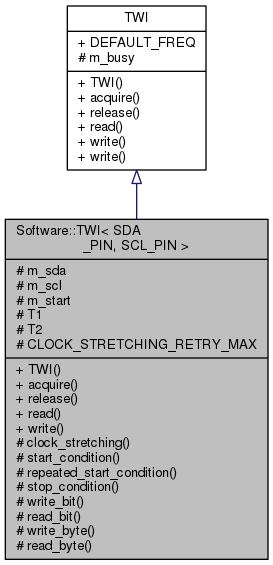 TWI
+ DEFAULT_FREQ
# m_busy
+ TWI()
+ acquire()
+ release()
+ read()
+ write()
+ write()
Software::TWI< SDA
_PIN, SCL_PIN >
# m_sda
# m_scl
# m_start
# T1
# T2
# CLOCK_STRETCHING_RETRY_MAX
+ TWI()
+ acquire()
+ release()
+ read()
+ write()
# clock_stretching()
# start_condition()
# repeated_start_condition()
# stop_condition()
# write_bit()
# read_bit()
# write_byte()
# read_byte()